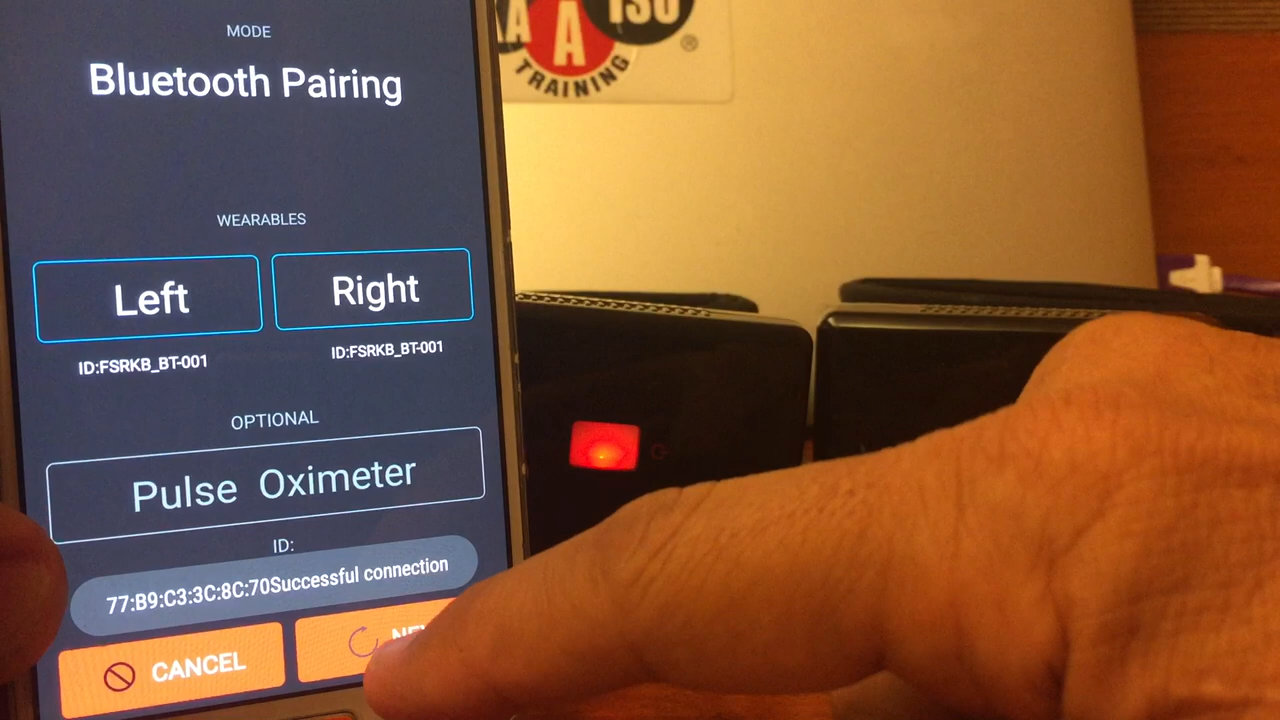 MODE
Bluetooth Pairing
WEARABLES
Left
Right
ID:FSRKB_BT-001
ID:FSRKB_BT-001
OPTIONAL
Pulse Oximeter
ID:
77:B9:C3:3C:8C:70Successful connection
CANCEL
A
ISO
A
TRAINING
®